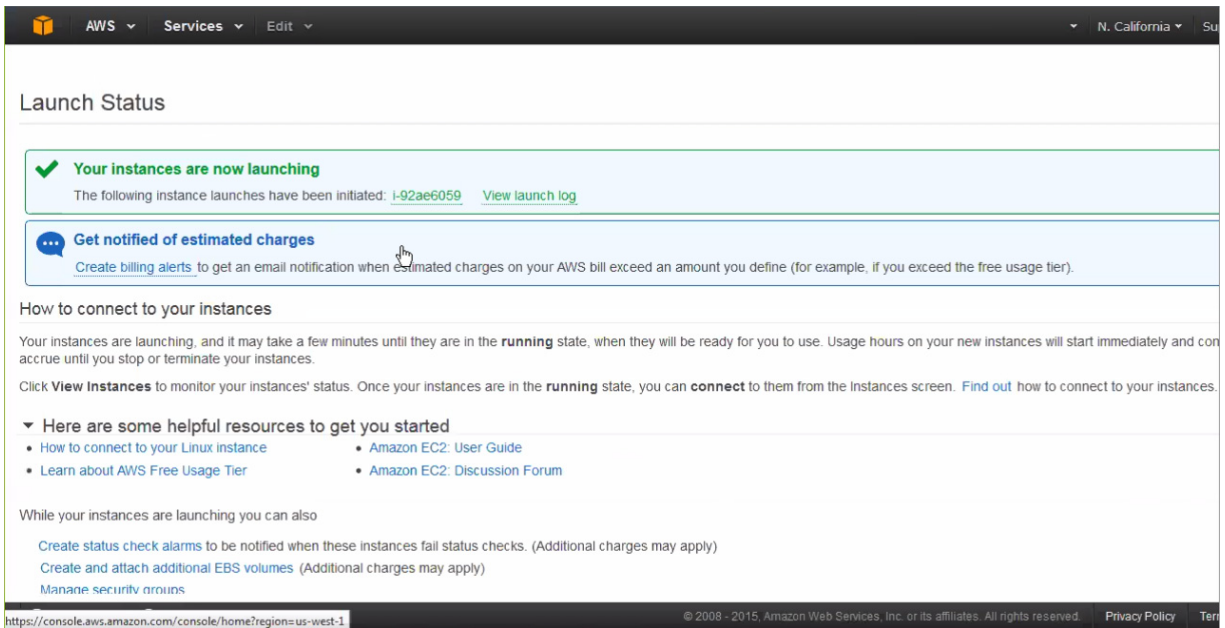 AWS Services Edit N. California Su
Launch Status
Your instances are now launching
The following instance launches have been initiated: i-92ae6059 View launch log
Get notified of estimated charges
Create billing alerts to get an email notification when estimated charges on your AWS bill exceed an amount you define (for example, if you exceed the free usage tier).
How to connect to your instances
Your instances are launching, and it may take a few minutes until they are in the running state, when they will be ready for you to use. Usage hours on your new instances will start immediately and con
accrue until you stop or terminate your instances.
Click View Instances to monitor your instances' status. Once your instances are in the running state, you can connect to them from the Instances screen. Find out how to connect to your instances.
Here are some helpful resources to get you started
• How to connect to your Linux instance • Amazon EC2: User Guide
• Learn about AWS Free Usage Tier • Amazon EC2: Discussion Forum
While your instances are launching you can also
Create status check alarms to be notified when these instances fail status checks. (Additional charges may apply)
Create and attach additional EBS volumes (Additional charges may apply)
Manage security groups
https://console.aws.amazon.com/console/home?region=us-west-1 © 2008 - 2015, Amazon Web Services, Inc. or its affiliates. All rights reserved. Privacy Policy Ter